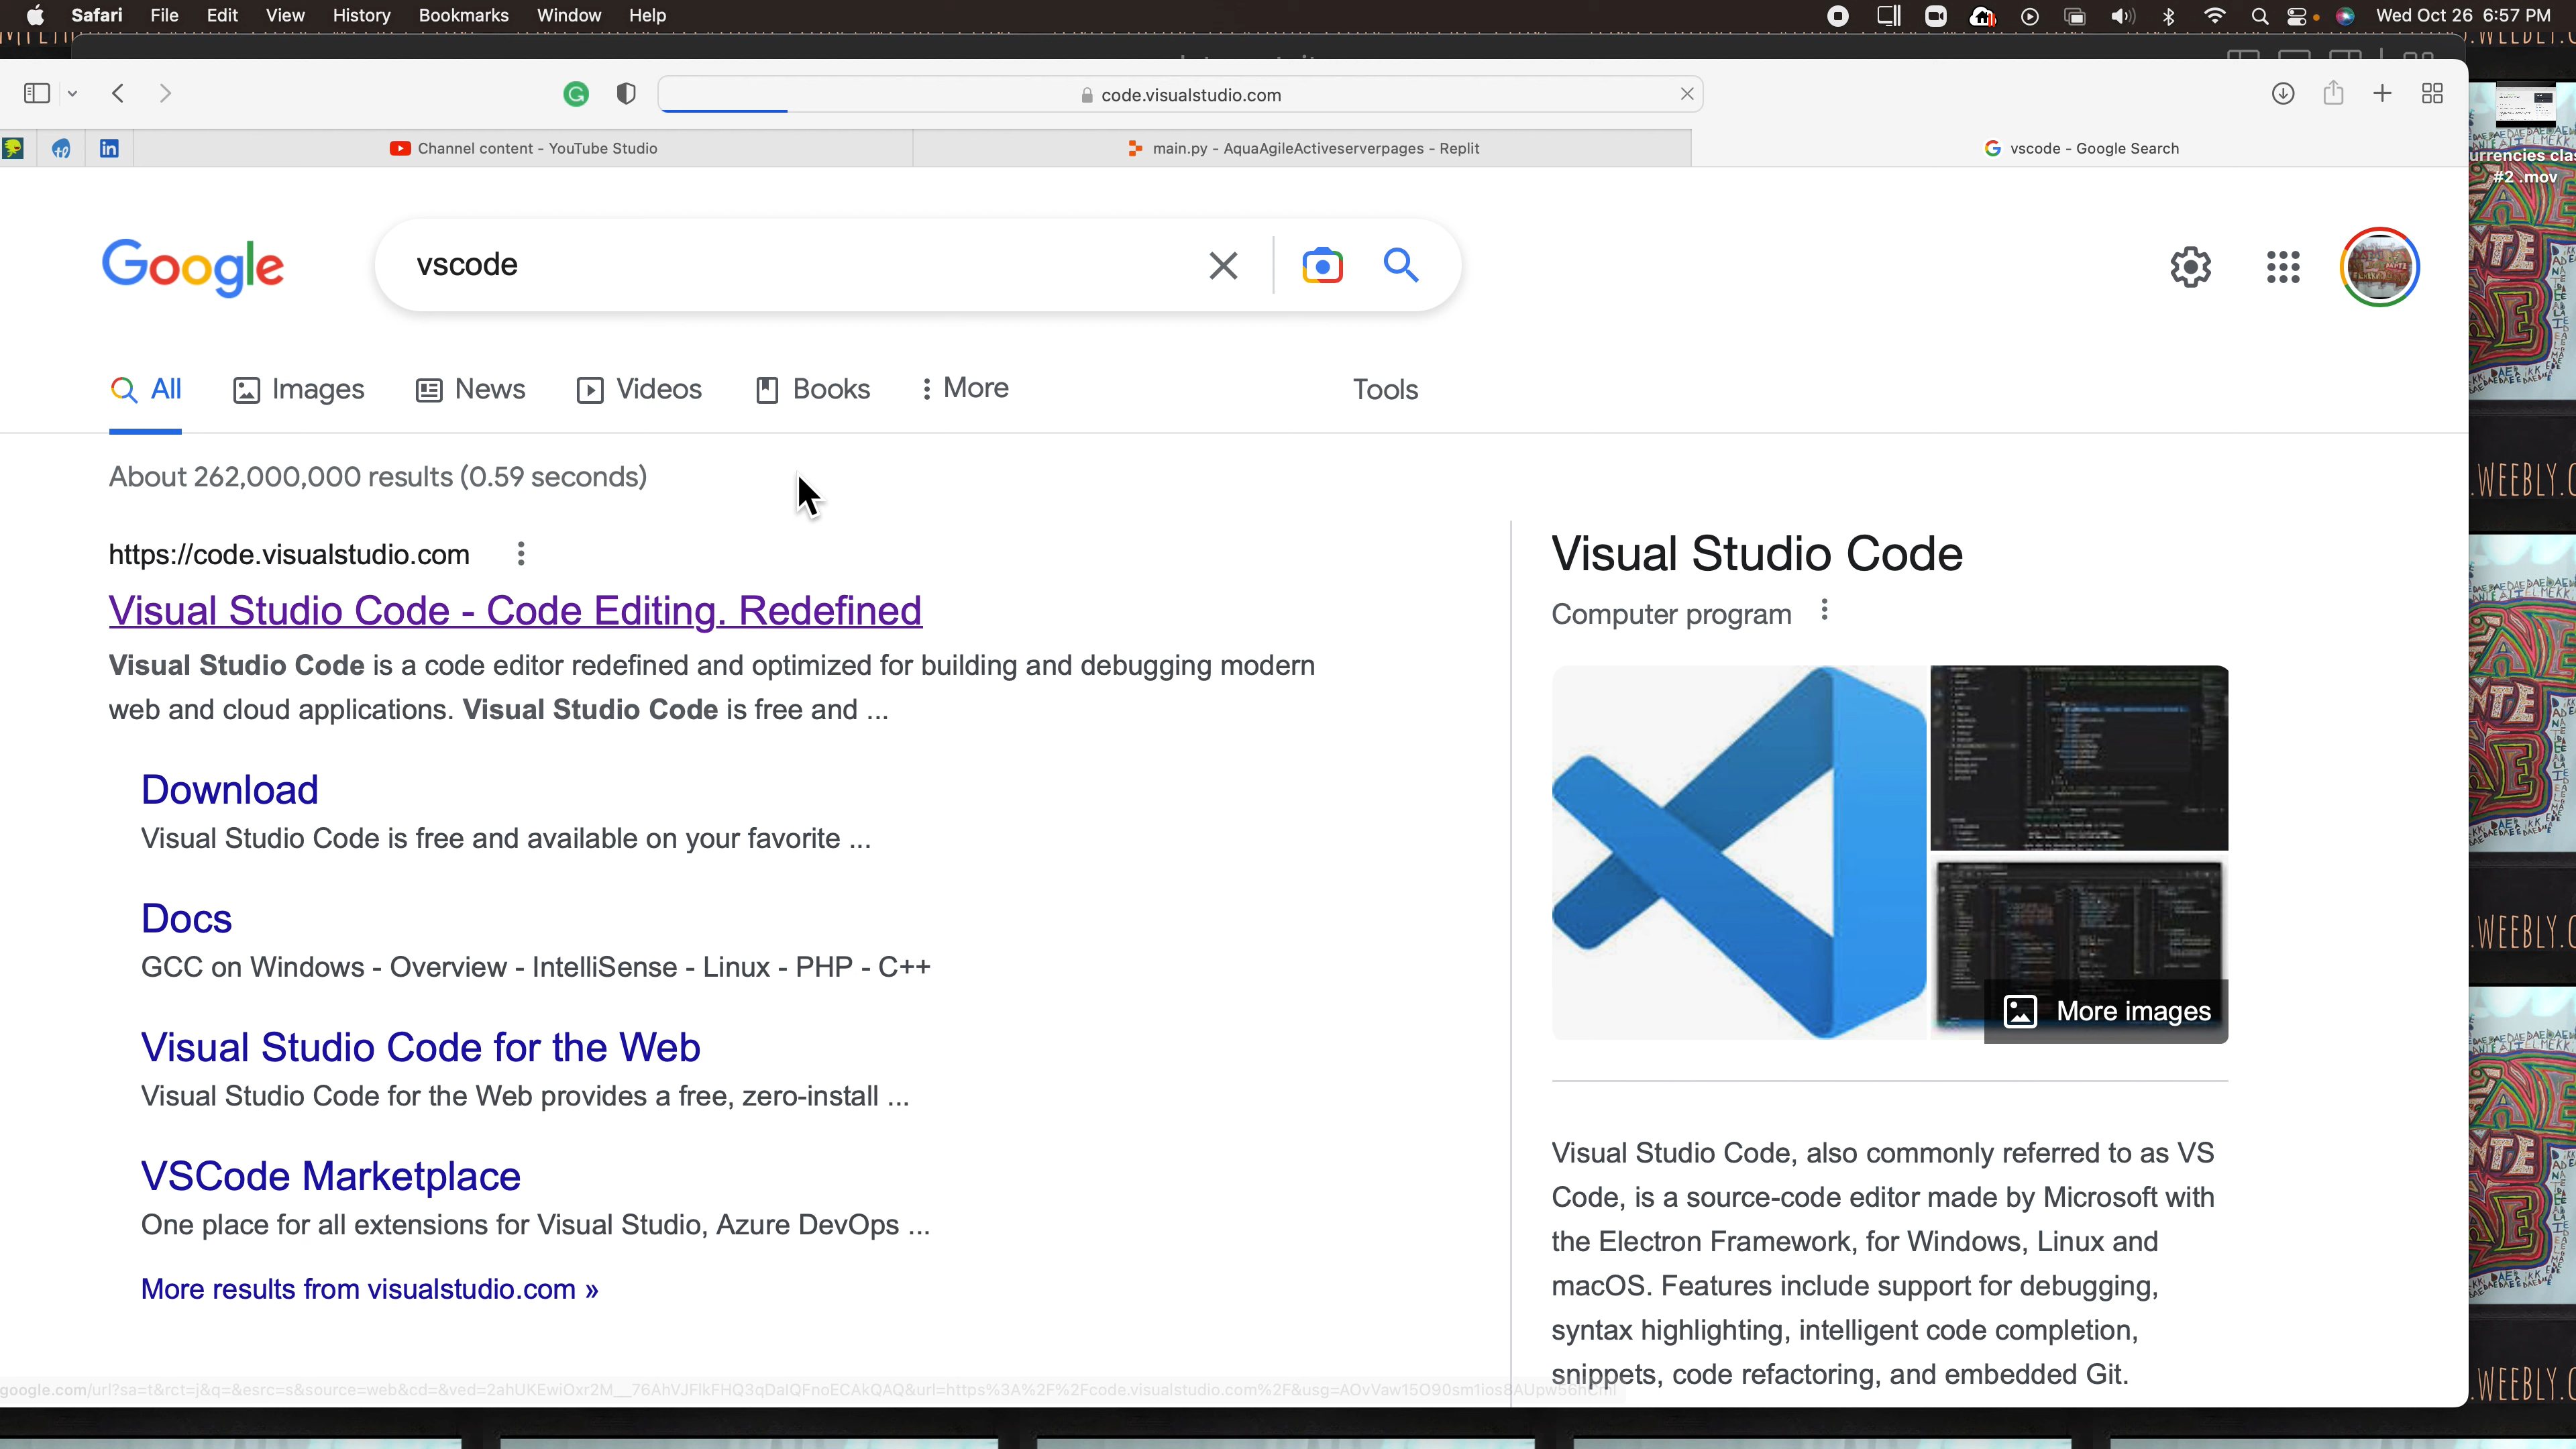 Safari File Edit View History Bookmarks Window Help Wed Oct 26 6:57 PM
code.visualstudio.com
Channel content - YouTube Studio main.py - AquaAgileActiveserverpages - Replit vscode - Google Search
urrencies clas
#2 .mov
Google vscode
All Images News Videos Books More Tools
About 262,000,000 results (0.59 seconds)
https://code.visualstudio.com
Visual Studio Code - Code Editing. Redefined
Visual Studio Code is a code editor redefined and optimized for building and debugging modern
web and cloud applications. Visual Studio Code is free and ...
Download
Visual Studio Code is free and available on your favorite ...
Docs
GCC on Windows - Overview - IntelliSense - Linux - PHP - C++
Visual Studio Code for the Web
Visual Studio Code for the Web provides a free, zero-install ...
VSCode Marketplace
One place for all extensions for Visual Studio, Azure DevOps ...
More results from visualstudio.com »
Visual Studio Code
Computer program
More images
Visual Studio Code, also commonly referred to as VS
Code, is a source-code editor made by Microsoft with
the Electron Framework, for Windows, Linux and
macOS. Features include support for debugging,
syntax highlighting, intelligent code completion,
snippets, code refactoring, and embedded Git.
.WEEBLY.C
.WEEBLY.C
.WEEBLY.C